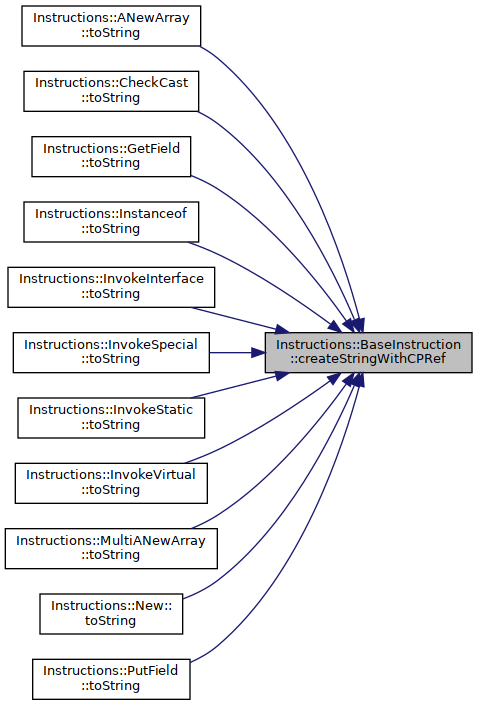 Instructions::ANewArray
::toString
Instructions::CheckCast
::toString
Instructions::GetField
::toString
Instructions::Instanceof
::toString
Instructions::InvokeInterface
::toString
Instructions::InvokeSpecial
::toString
Instructions::BaseInstruction
::createStringWithCPRef
Instructions::InvokeStatic
::toString
Instructions::InvokeVirtual
::toString
Instructions::MultiANewArray
::toString
Instructions::New::
toString
Instructions::PutField
::toString